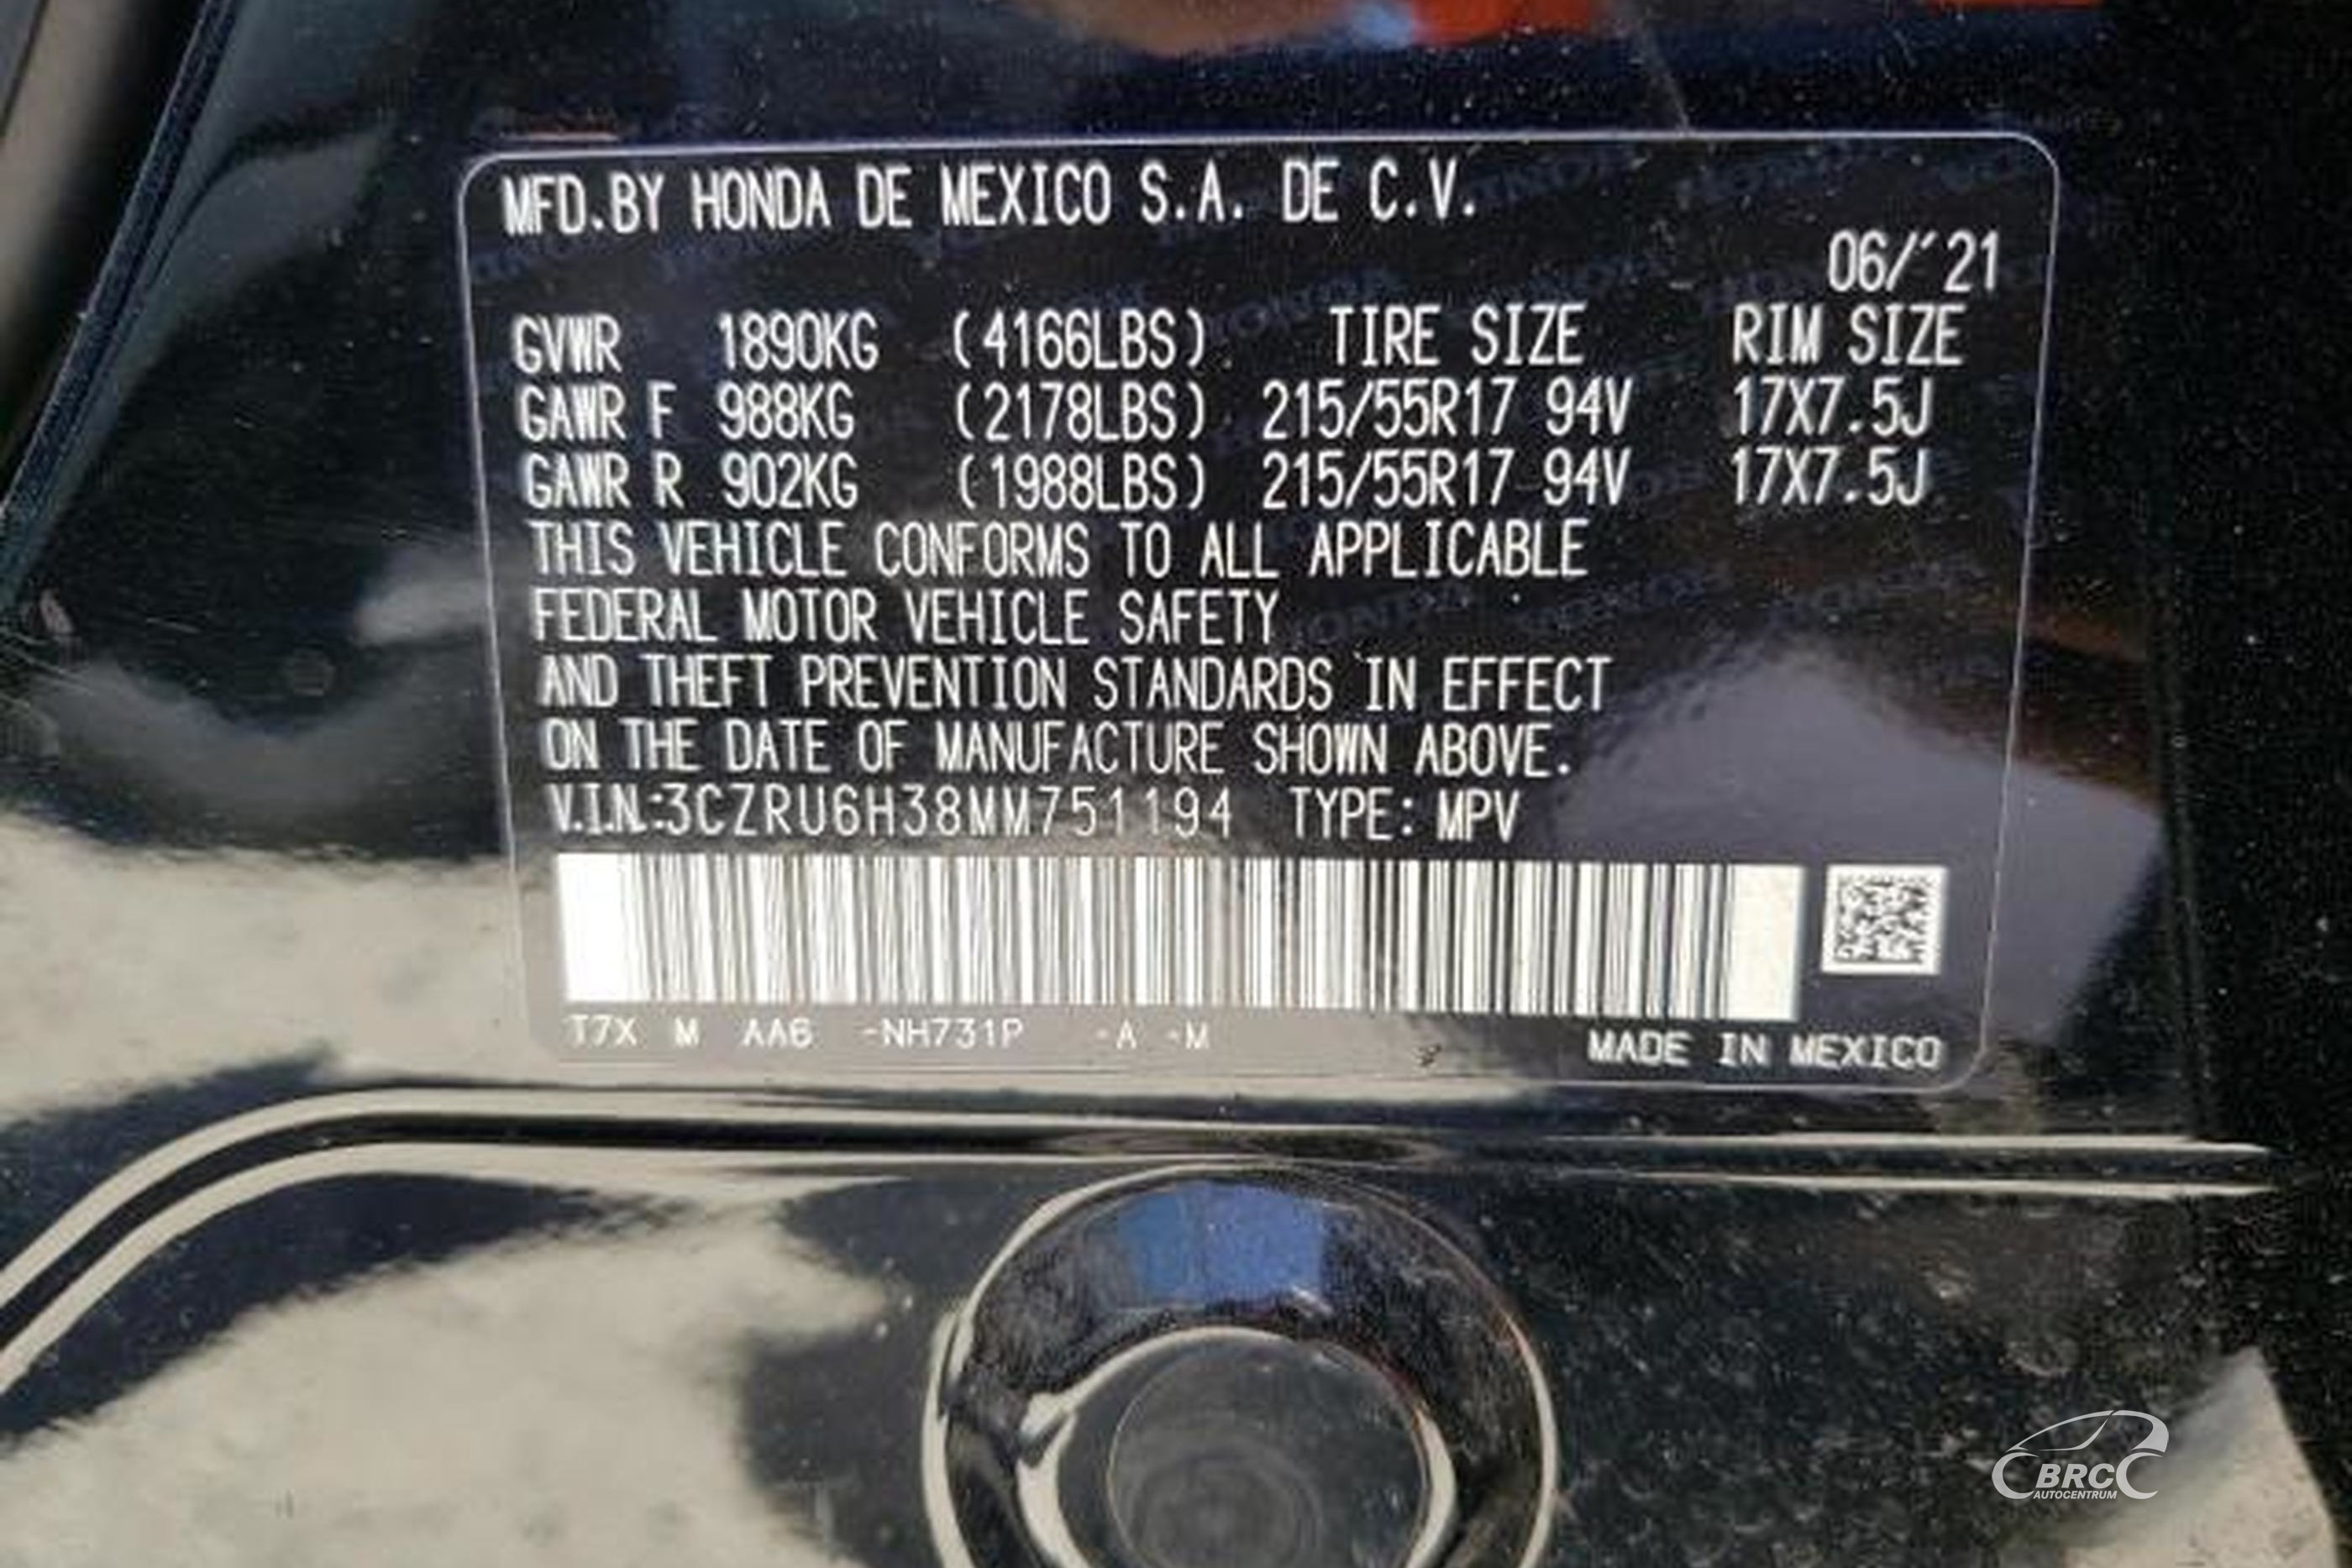 MFD.BY HONDA DE MEXICO S.A. DE C.V.
06/´21
GVWR 1890KG (4166LBS) TIRE SIZE RIM SIZE
GAWR F 988KG (2178LBS) 215/55R17 94V 17X7.5J
GAWR R 902KG (1988LBS) 215/55R17 94V 17X7.5J
THIS VEHICLE CONFORMS TO ALL APPLICABLE
FEDERAL MOTOR VEHICLE SAFETY
AND THEFT PREVENTION STANDARDS IN EFFECT
ON THE DATE OF MANUFACTURE SHOWN ABOVE.
V.I.N.:3CZRU6H38MM751194 TYPE: MPV
T7X M AA6 -NH731P -A -M
MADE IN MEXICO
BRC
AUTOCENTRUM